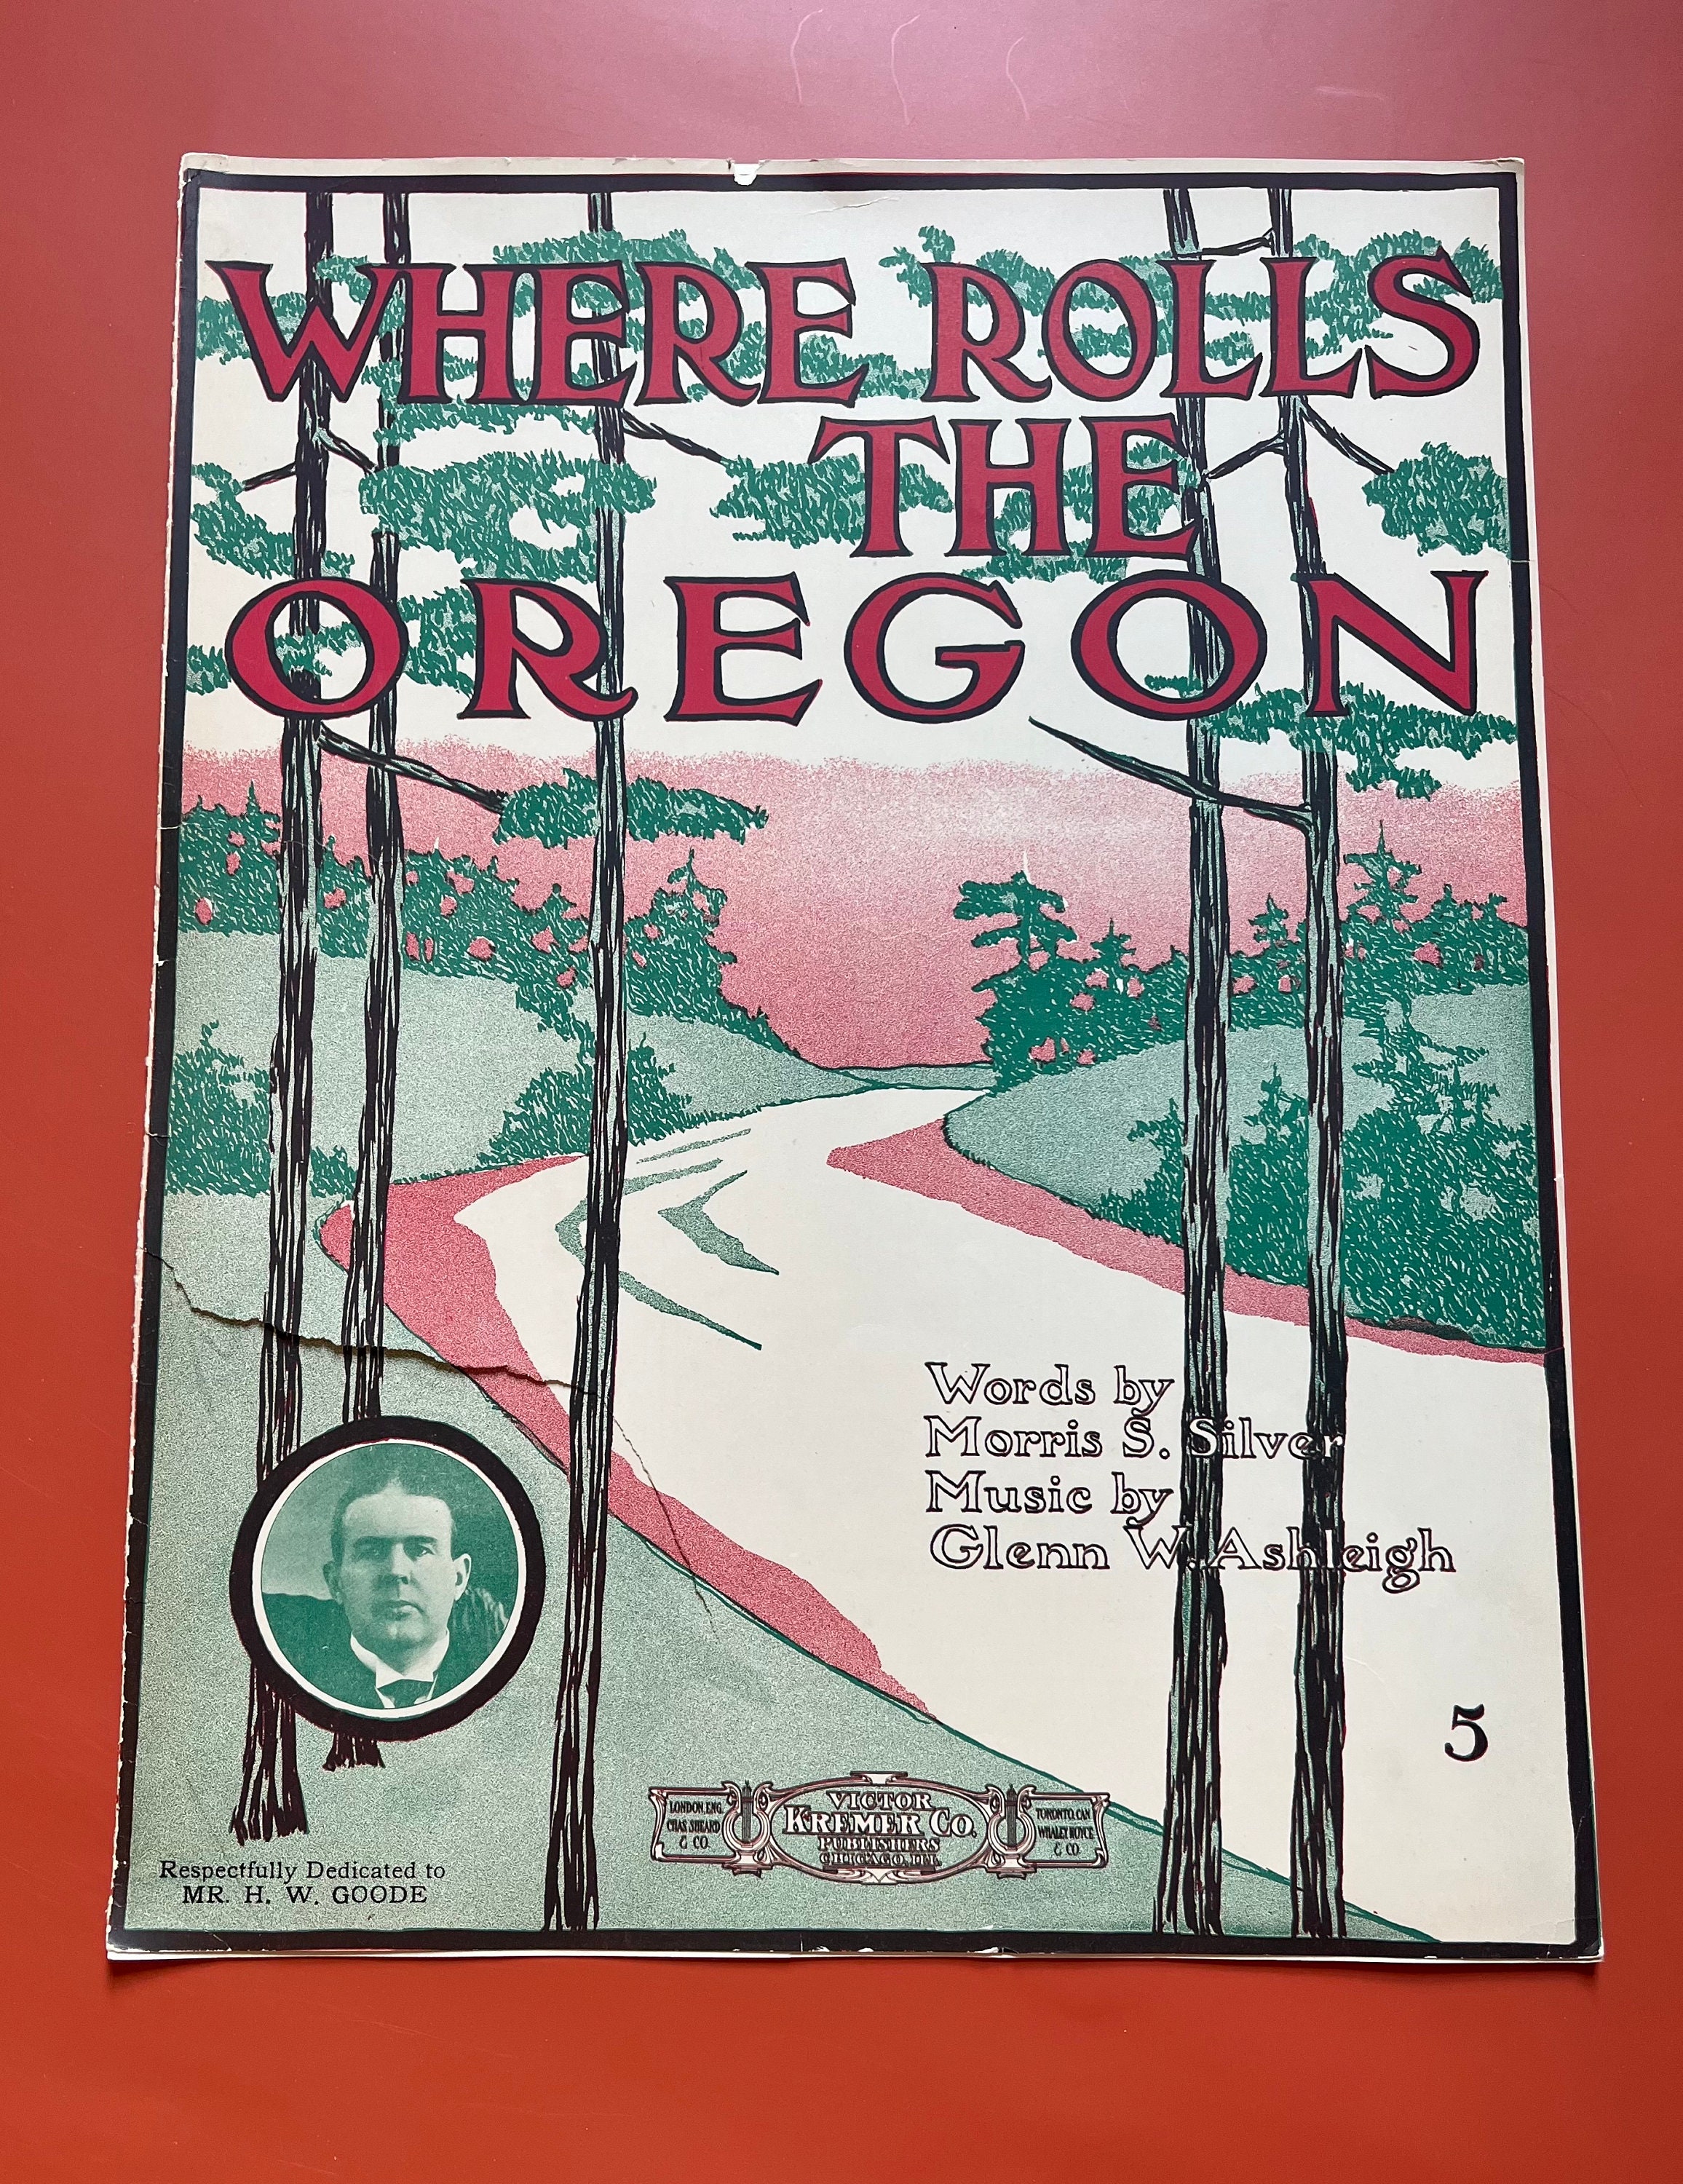 WHERE ROLLS
THE
OREGON
Words by
Morris S. Silver
Music by
Glenn W. Ashleigh
5
LONDON, ENG.
CHAS. SHEARD
& CO.
VICTOR
KREMER CO.
PUBLISHERS
CHICAGO, ILL.
TORONTO, CAN.
WHALEY ROYCE
& CO.
Respectfully Dedicated to
MR. H. W. GOODE